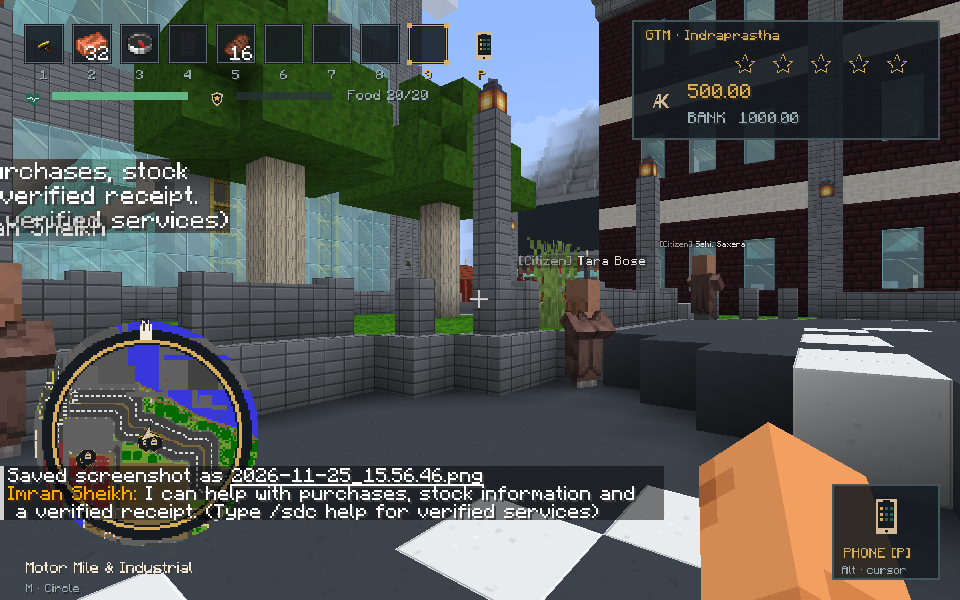 32
16
1
2
3
4
5
6
7
8
9
P
Food 20/20
GTM · Indraprastha
500.00
BANK 1000.00
urchases, stock
verified receipt.
verified services)
[Citizen] Tara Bose
[Citizen] Sahi Saxena
N
Saved screenshot as 2026-11-25_15.56.46.png
Imran Sheikh: I can help with purchases, stock information and
a verified receipt. (Type /sdc help for verified services)
Motor Mile & Industrial
M · Circle
PHONE [P]
Alt · cursor